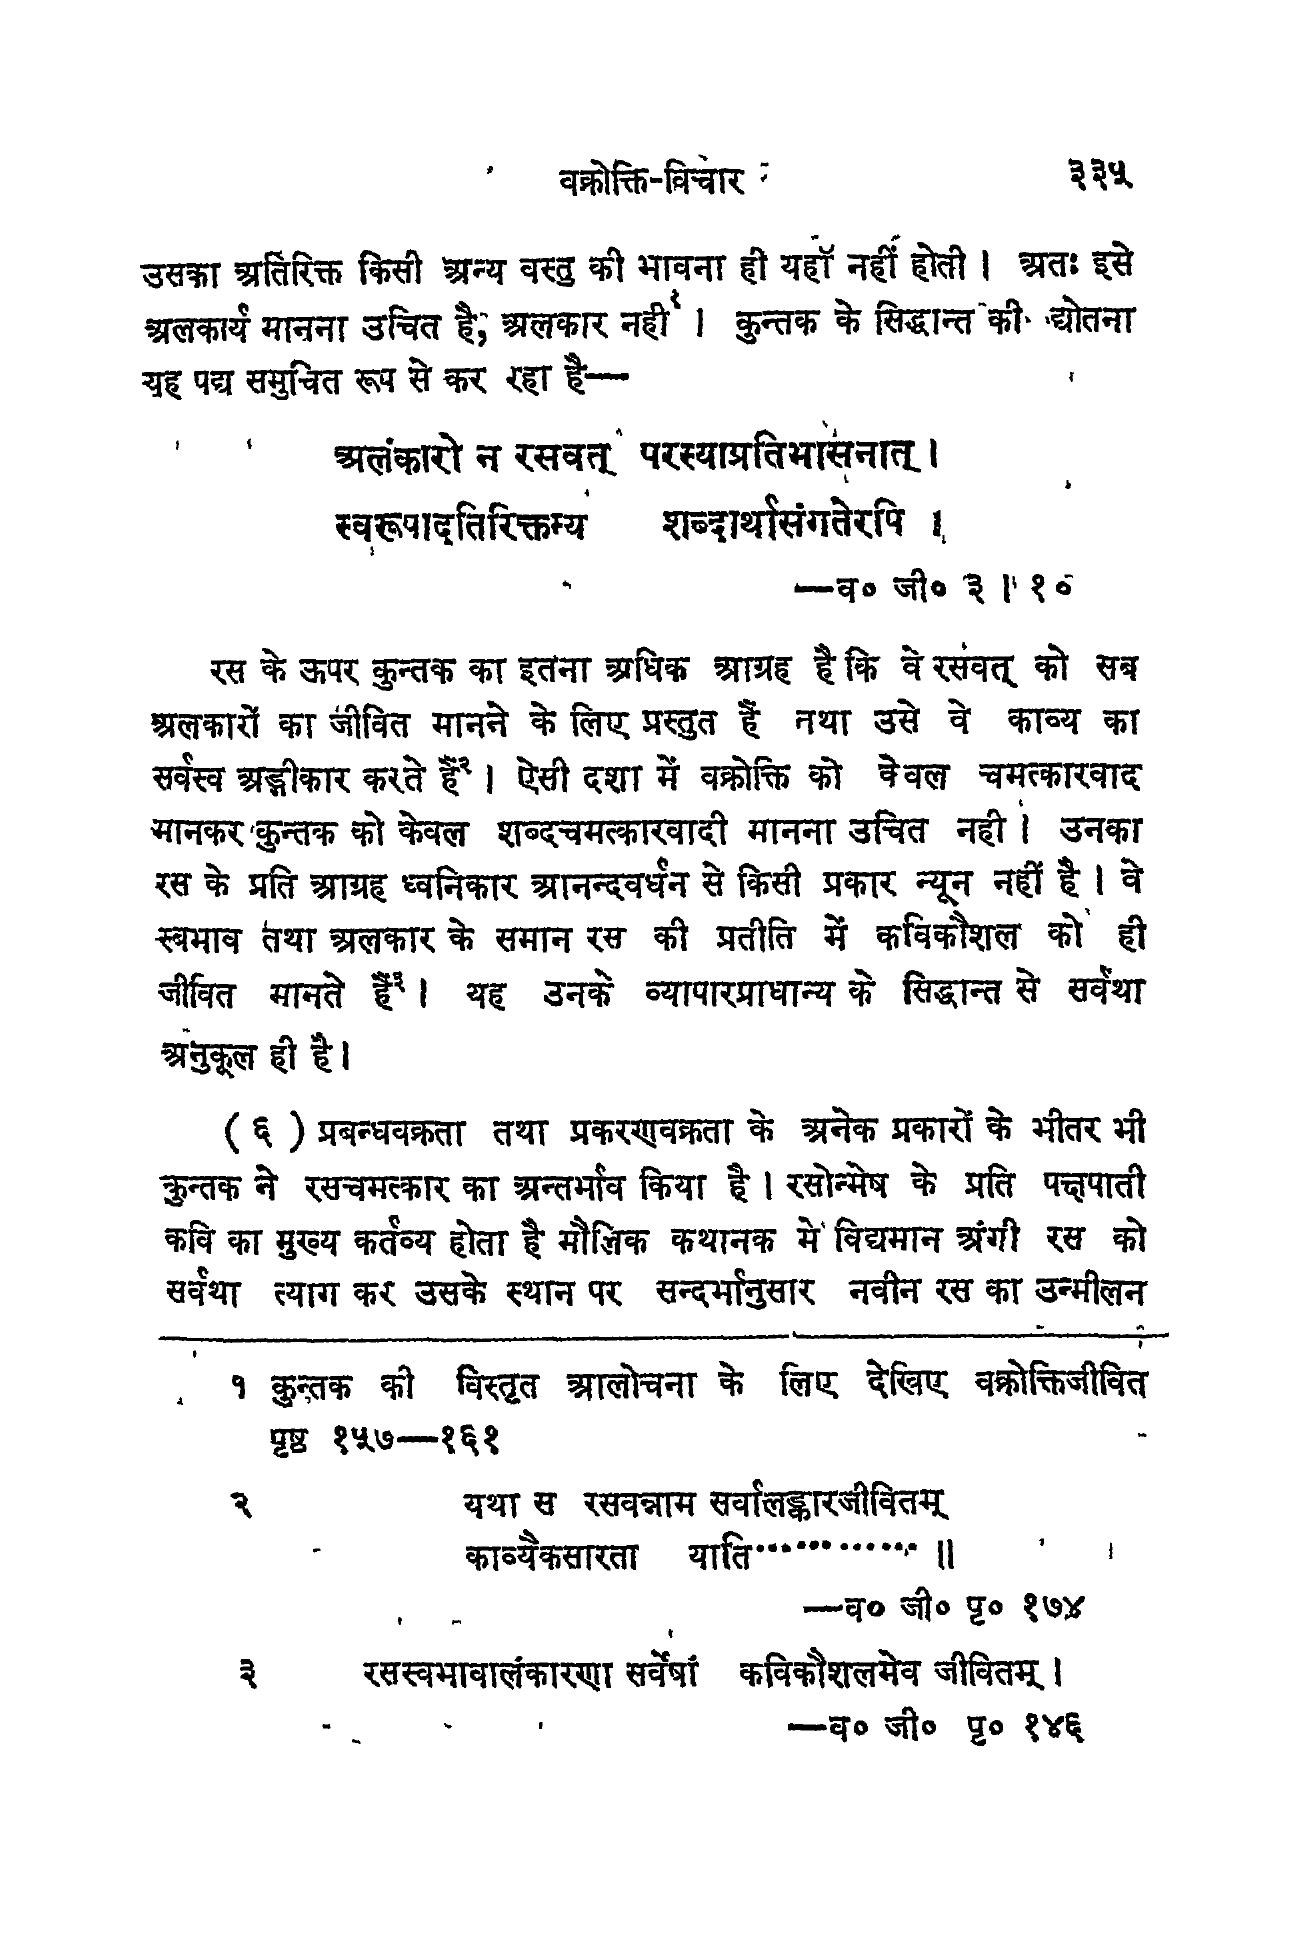 वक्रोक्ति-विचार ३३५
उसका अतिरिक्त किसी अन्य वस्तु की भावना ही यहाँ नहीं होती। अतः इसे
अलकार्य मानना उचित है, अलकार नही१। कुन्तक के सिद्धान्त की द्योतना
यह पद्य समुचित रूप से कर रहा है—
अलंकारो न रसवत् परस्याप्रतिभासनात्।
स्वरूपादतिरिक्तम्य शब्दार्थासंगतेरपि ।
—व० जी० ३।१०
रस के ऊपर कुन्तक का इतना अधिक आग्रह है कि वे रसवत् को सब
अलकारों का जीवित मानने के लिए प्रस्तुत हैं नथा उसे वे काव्य का
सर्वस्व अङ्गीकार करते हैं२। ऐसी दशा में वक्रोक्ति को केवल चमत्कारवाद
मानकर कुन्तक को केवल शब्दचमत्कारवादी मानना उचित नही। उनका
रस के प्रति आग्रह ध्वनिकार आनन्दवर्धन से किसी प्रकार न्यून नहीं है। वे
स्वभाव तथा अलकार के समान रस की प्रतीति में कविकौशल को ही
जीवित मानते हैं३। यह उनके व्यापारप्राधान्य के सिद्धान्त से सर्वथा
अनुकूल ही है।
(६) प्रबन्धवक्रता तथा प्रकरणवक्रता के अनेक प्रकारों के भीतर भी
कुन्तक ने रसचमत्कार का अन्तर्भाव किया है। रसोन्मेष के प्रति पक्षपाती
कवि का मुख्य कर्तव्य होता है मौलिक कथानक मे विद्यमान अंगी रस को
सर्वथा त्याग कर उसके स्थान पर सन्दर्भानुसार नवीन रस का उन्मीलन
१ कुन्तक की विस्तृत आलोचना के लिए देखिए वक्रोक्तिजीवित
पृष्ठ १५७—१६१
२ यथा स रसवन्नाम सर्वालङ्कारजीवितम्
काव्यैकसारता याति············॥
—व० जी० पृ० १७४
३ रसस्वभावालंकारणा सर्वेषां कविकौशलमेव जीवितम्।
—व० जी० पृ० १४६